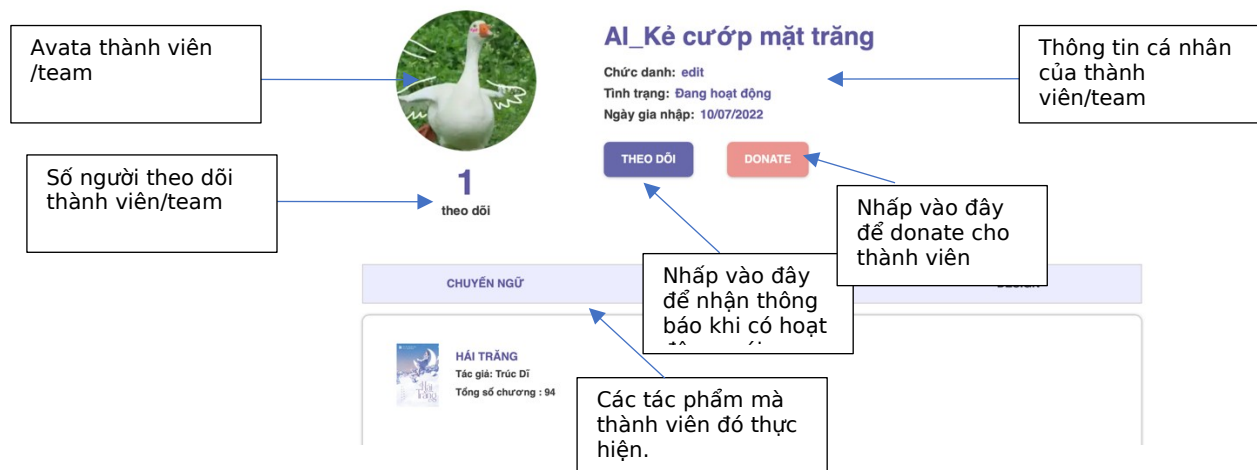 Avata thành viên
/team
AI_Kẻ cướp mặt trăng
Chức danh: edit
Tình trạng: Đang hoạt động
Ngày gia nhập: 10/07/2022
THEO DÕI
DONATE
Thông tin cá nhân
của thành
viên/team
Số người theo dõi
thành viên/team
1
theo dõi
Nhấp vào đây
để donate cho
thành viên
Nhấp vào đây
để nhận thông
báo khi có hoạt
CHUYỂN NGỮ
HÁI TRĂNG
Tác giả: Trúc Dĩ
Tổng số chương : 94
Hái
Trăng
Các tác phẩm mà
thành viên đó thực
hiện.